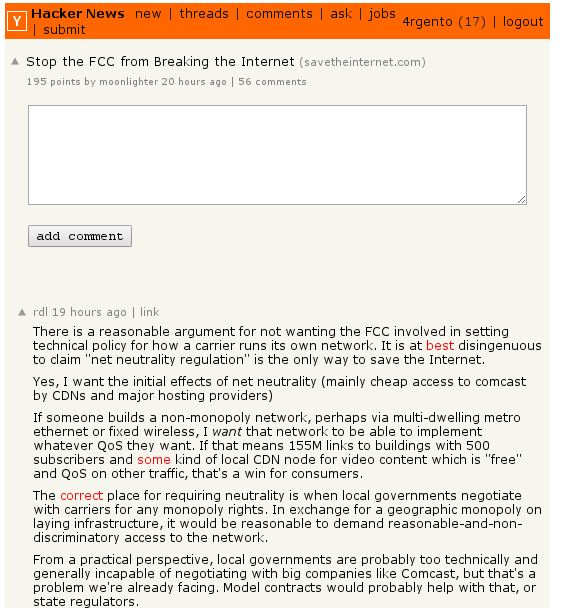 Y Hacker News new | threads | comments | ask | jobs
| submit
4rgento (17) | logout
Stop the FCC from Breaking the Internet (savetheinternet.com)
195 points by moonlighter 20 hours ago | 56 comments
add comment
rdl 19 hours ago | link
There is a reasonable argument for not wanting the FCC involved in setting
technical policy for how a carrier runs its own network. It is at best disingenuous
to claim "net neutrality regulation" is the only way to save the Internet.
Yes, I want the initial effects of net neutrality (mainly cheap access to comcast
by CDNs and major hosting providers)
If someone builds a non-monopoly network, perhaps via multi-dwelling metro
ethernet or fixed wireless, I want that network to be able to implement
whatever QoS they want. If that means 155M links to buildings with 500
subscribers and some kind of local CDN node for video content which is "free"
and QoS on other traffic, that's a win for consumers.
The correct place for requiring neutrality is when local governments negotiate
with carriers for any monopoly rights. In exchange for a geographic monopoly on
laying infrastructure, it would be reasonable to demand reasonable-and-non-
discriminatory access to the network.
From a practical perspective, local governments are probably too technically and
generally incapable of negotiating with big companies like Comcast, but that's a
problem we're already facing. Model contracts would probably help with that, or
state regulators.